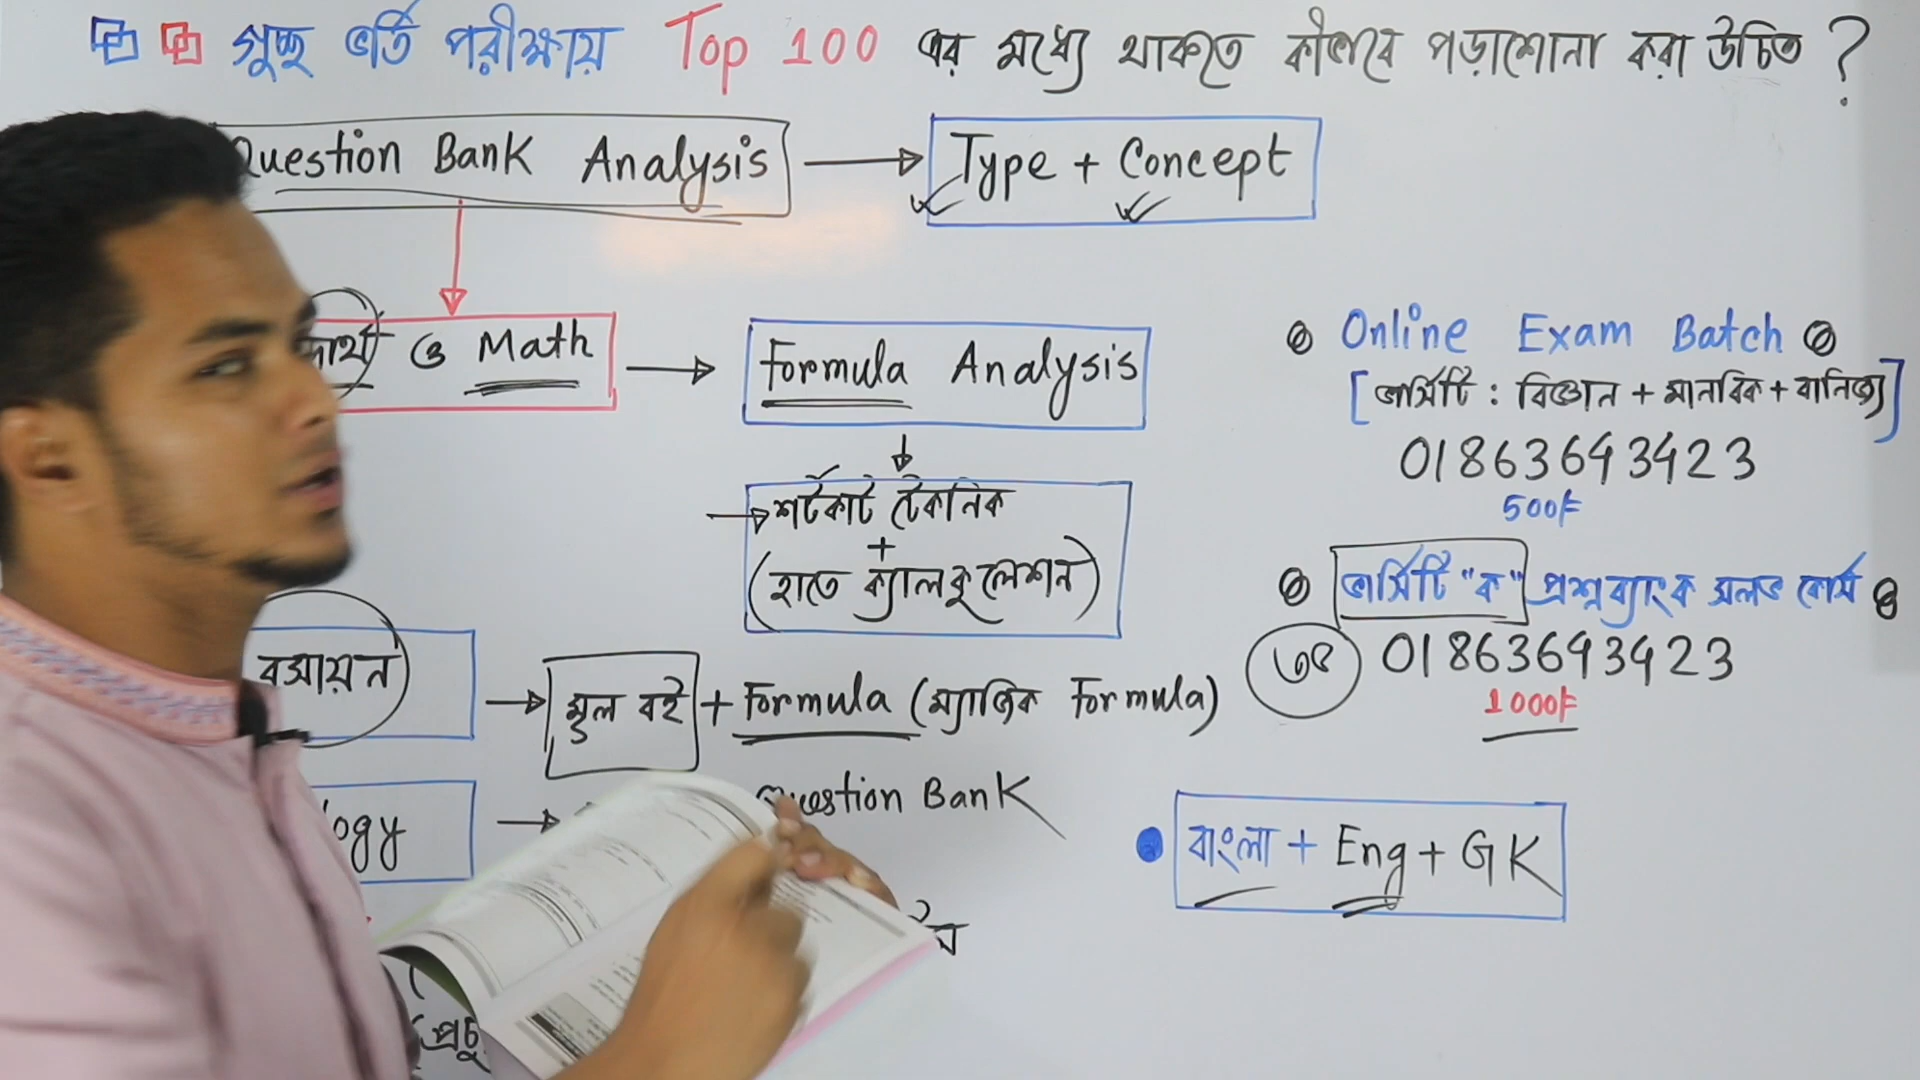 গুচ্ছ ভর্তি পরীক্ষায় Top 100 এর মধ্যে থাকতে কীভাবে পড়াশোনা করা উচিত ?
Question Bank Analysis → Type + Concept
ও Math → Formula Analysis
→ শর্টকাট টেকনিক
+
(হাতে ক্যালকুলেশন)
রসায়ন → মূল বই + Formula (ম্যাজিক Formula)
logy → Question Bank
(প্রচু
Online Exam Batch
[ভার্সিটি : বিজ্ঞান + মানবিক + বানিজ্য]
01863643423
500/-
ভার্সিটি "ক" প্রশ্নব্যাংক সলভ কোর্স
01863643423
1000/-
বাংলা + Eng + GK